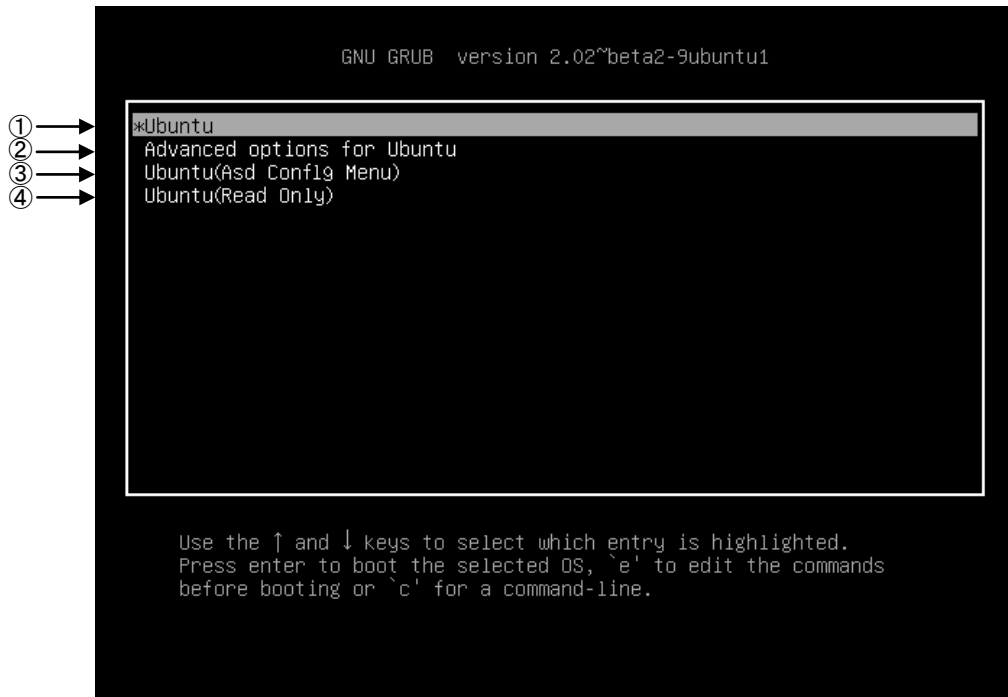 GNU GRUB version 2.02~beta2-9ubuntu1
① *Ubuntu
② Advanced options for Ubuntu
③ Ubuntu(Asd Conflg Menu)
④ Ubuntu(Read Only)
Use the ↑ and ↓ keys to select which entry is highlighted.
Press enter to boot the selected OS, `e' to edit the commands
before booting or `c' for a command-line.